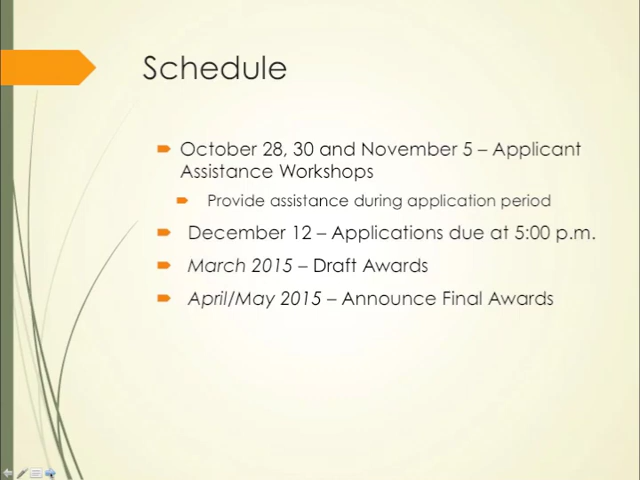 Schedule
October 28, 30 and November 5 – Applicant
Assistance Workshops
Provide assistance during application period
December 12 – Applications due at 5:00 p.m.
March 2015 – Draft Awards
April/May 2015 – Announce Final Awards